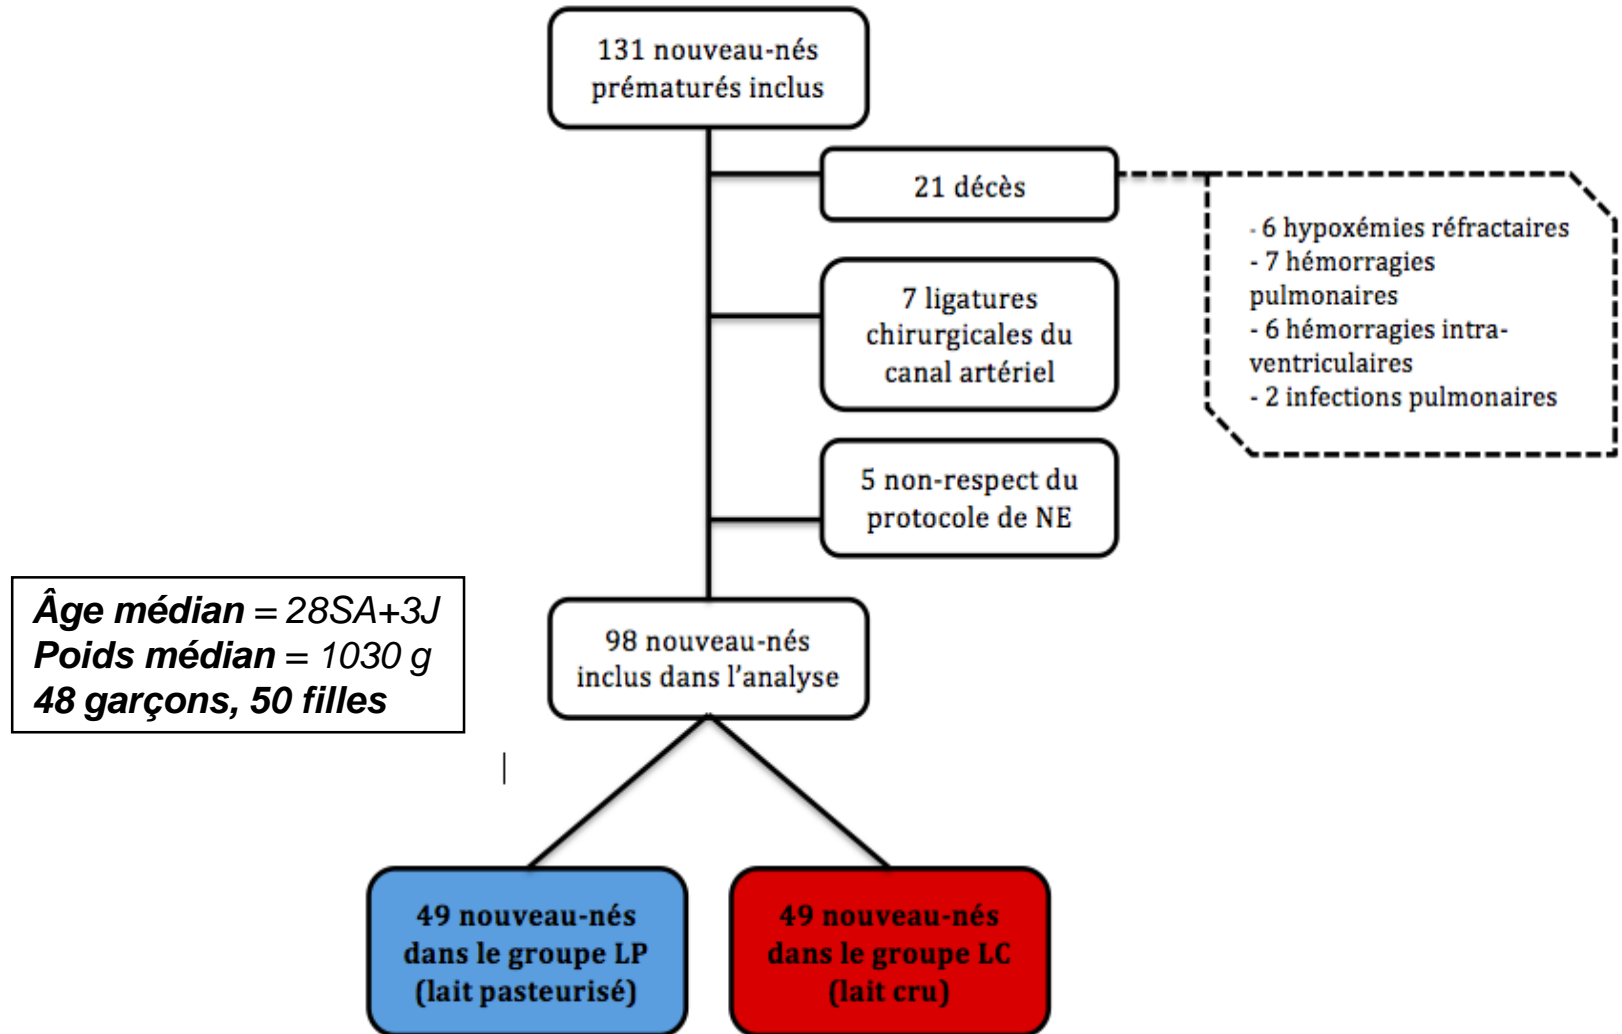 131 nouveau-nés
prématurés inclus
21 décès
- 6 hypoxémies réfractaires
- 7 hémorragies
pulmonaires
- 6 hémorragies intra-
ventriculaires
- 2 infections pulmonaires
7 ligatures
chirurgicales du
canal artériel
5 non-respect du
protocole de NE
Âge médian = 28SA+3J
Poids médian = 1030 g
48 garçons, 50 filles
98 nouveau-nés
inclus dans l'analyse
49 nouveau-nés
dans le groupe LP
(lait pasteurisé)
49 nouveau-nés
dans le groupe LC
(lait cru)